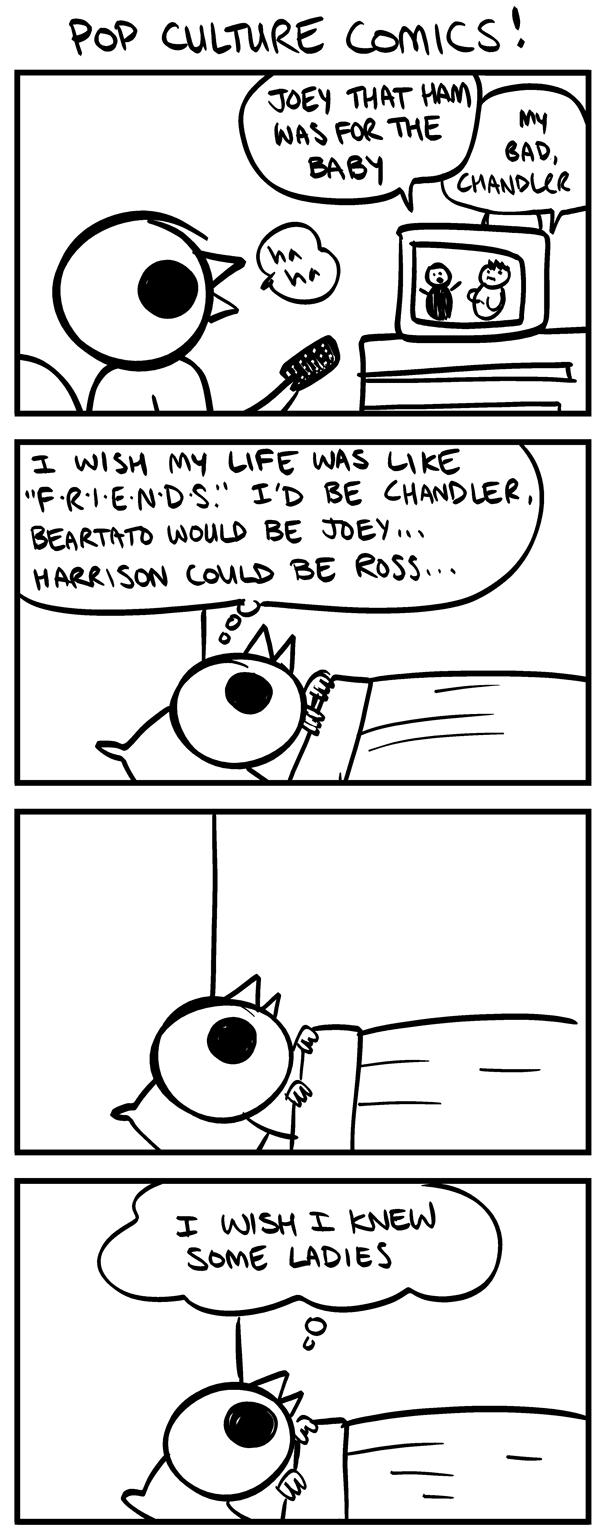 POP CULTURE COMICS!
JOEY THAT HAM
WAS FOR THE
BABY
MY
BAD,
CHANDLER
HA
HA
I WISH MY LIFE WAS LIKE
"F•R•I•E•N•D•S." I'D BE CHANDLER,
BEARTATO WOULD BE JOEY...
HARRISON COULD BE ROSS...
I WISH I KNEW
SOME LADIES